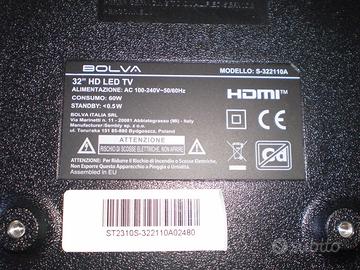 BOLVA
MODELLO: S-322110A
32" HD LED TV
ALIMENTAZIONE: AC 100-240V~50/60Hz
CONSUMO: 60W
STANDBY: <0.5W
HDMI
BOLVA ITALIA SRL
Via Marinetti n. 11 - 20081 Abbiategrasso (MI) - Italy
Manufacturer:Semby sp. z o.o.
ul. Toruńska 151 85-880 Bydgoszcz, Poland
ATTENZIONE
RISCHIO DI SCOSSE ELETTRICHE, NON APRIRE
ATTENZIONE: Per Ridurre il Rischio di Incendio e Scosse Elettriche,
Non Esporre Questo Apparecchio a Pioggia o Umidità.
Assembled in EU
ST2310S-322110A02480
subito